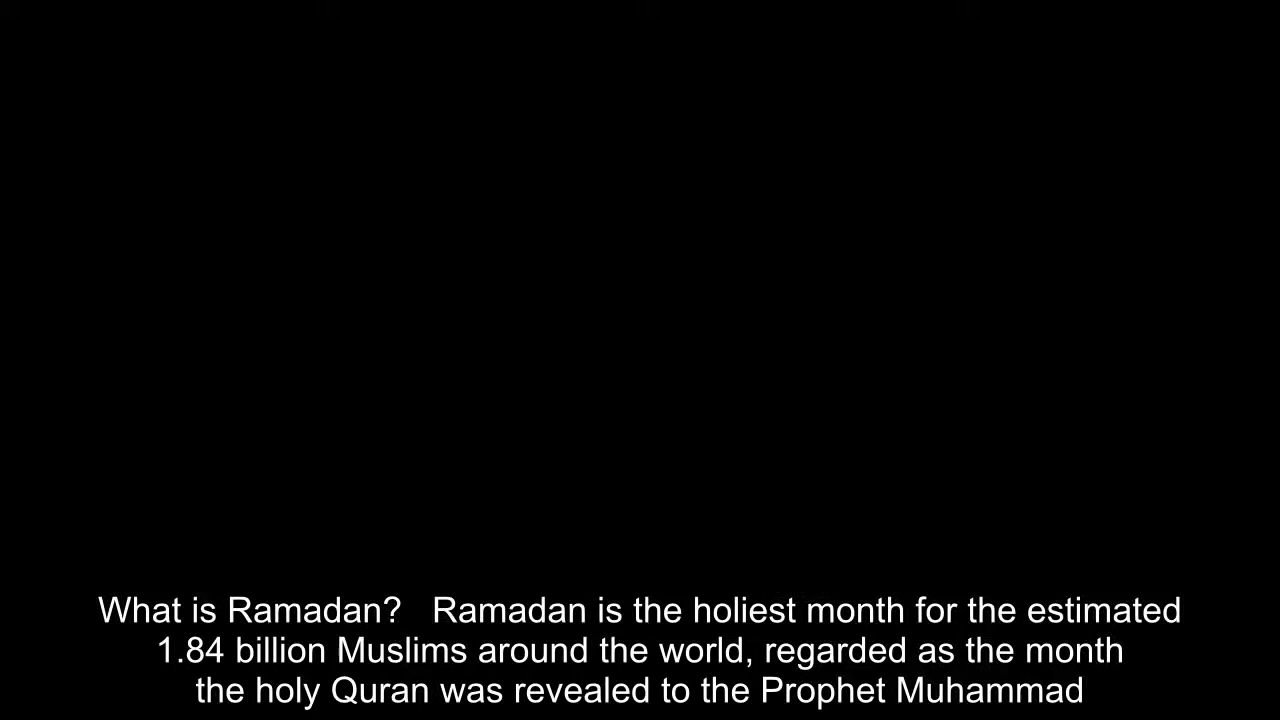 What is Ramadan?   Ramadan is the holiest month for the estimated
1.84 billion Muslims around the world, regarded as the month
the holy Quran was revealed to the Prophet Muhammad